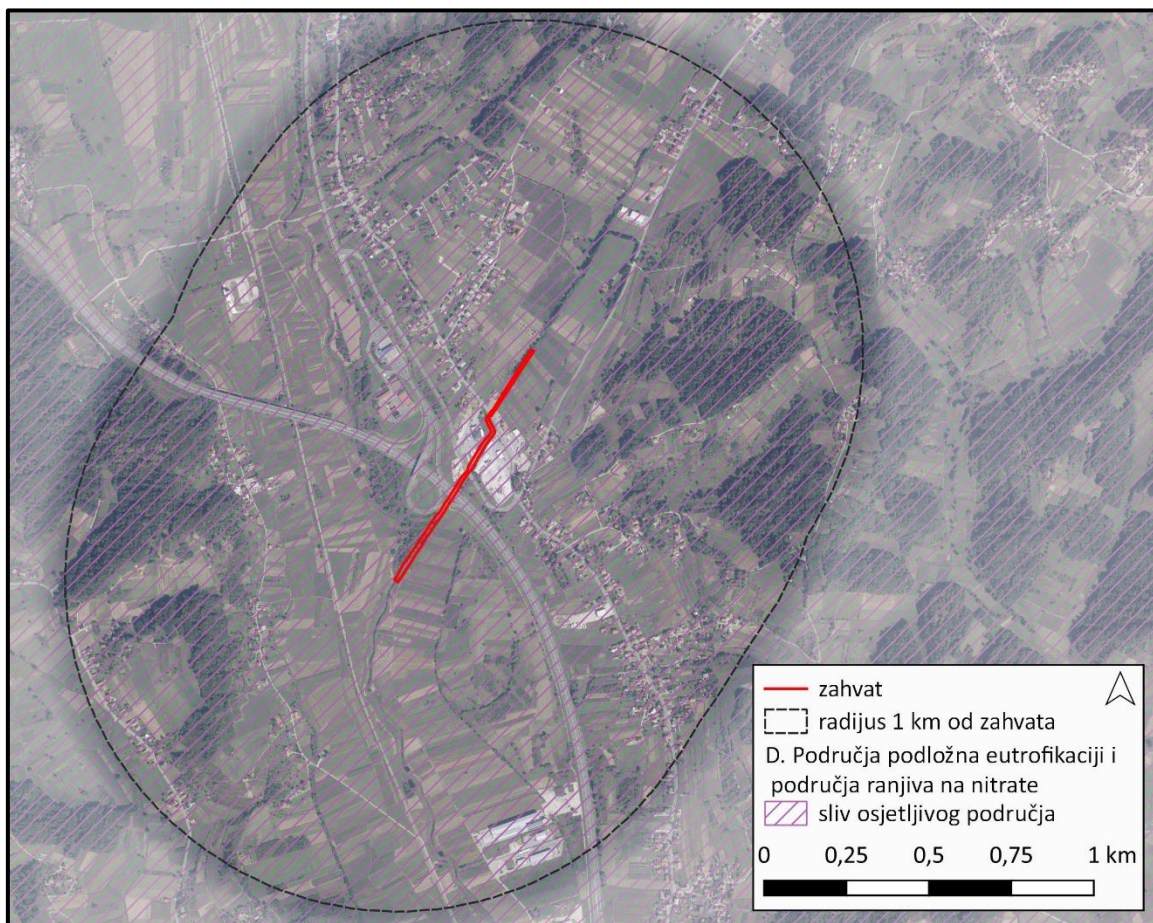 zahvat
radijus 1 km od zahvata
D. Područja podložna eutrofikaciji i
područja ranjiva na nitrate
sliv osjetljivog područja
0 0,25 0,5 0,75 1 km